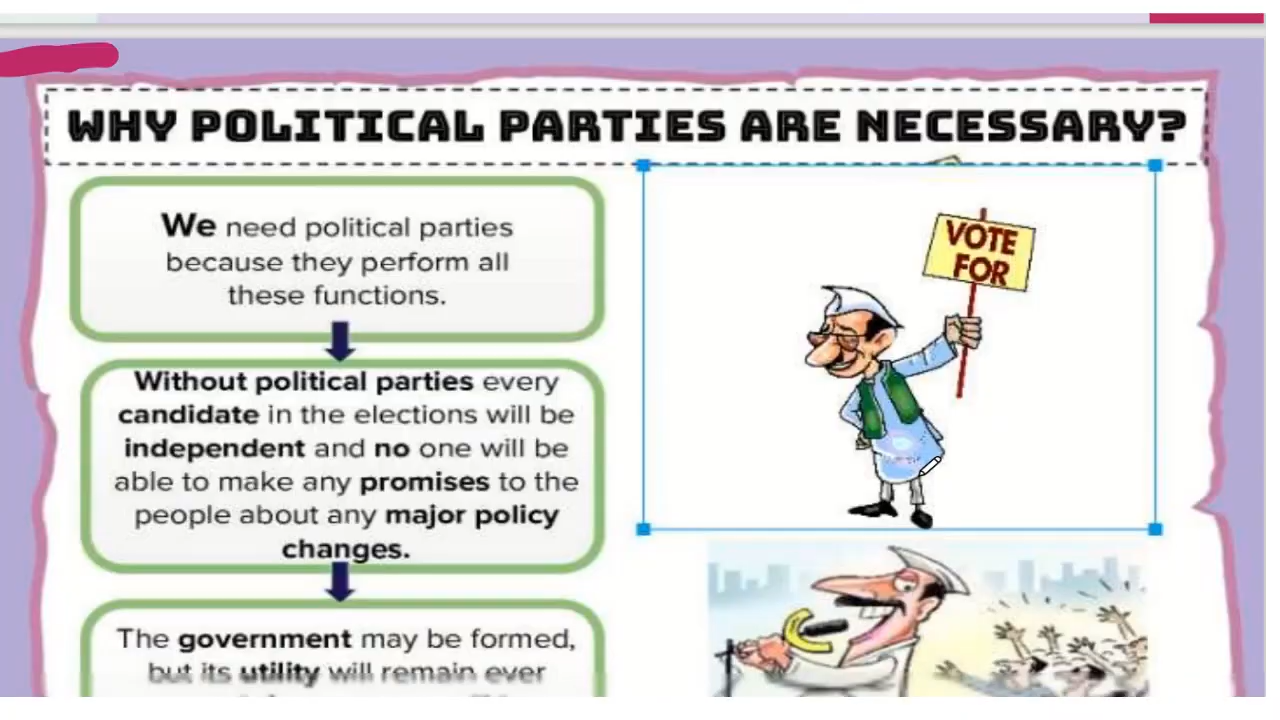 WHY POLITICAL PARTIES ARE NECESSARY?
We need political parties
because they perform all
these functions.
VOTE
FOR
Without political parties every
candidate in the elections will be
independent and no one will be
able to make any promises to the
people about any major policy
changes.
The government may be formed,
but its utility will remain ever